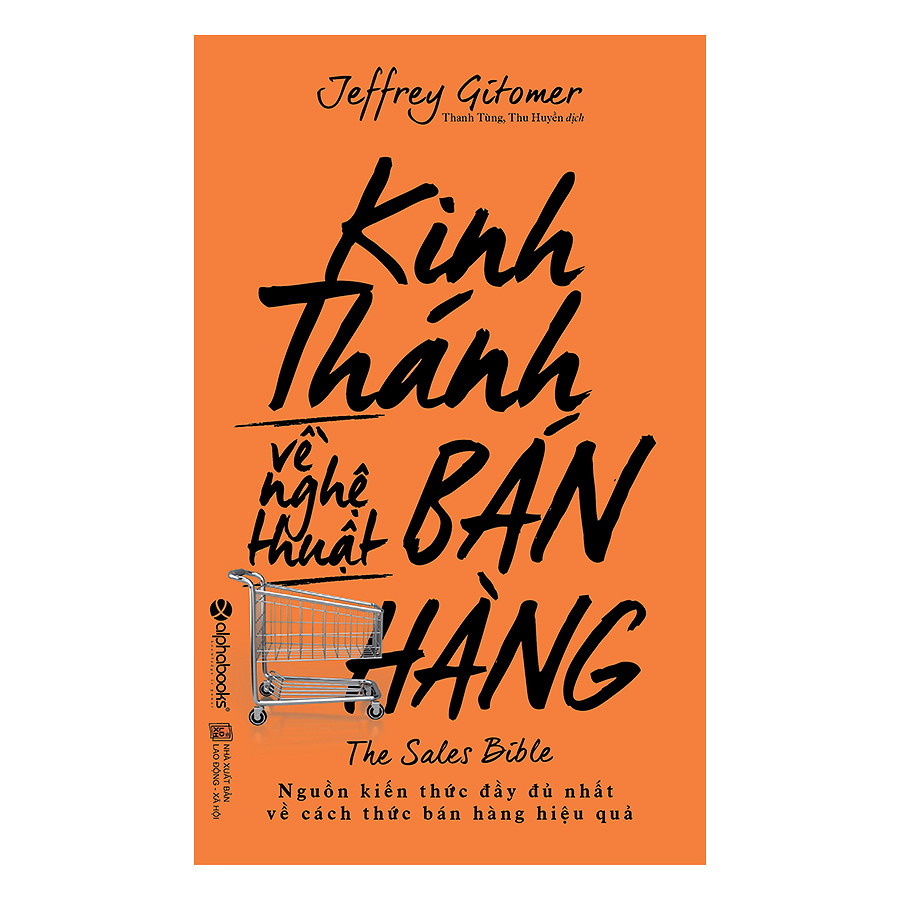 Jeffrey Gitomer
Thanh Tùng, Thu Huyền dịch
Kinh
Thánh
về
nghệ
thuật
BÁN
HÀNG
The Sales Bible
Nguồn kiến thức đầy đủ nhất
về cách thức bán hàng hiệu quả
alphabooks®
NHÀ XUẤT BẢN
LAO ĐỘNG - XÃ HỘI